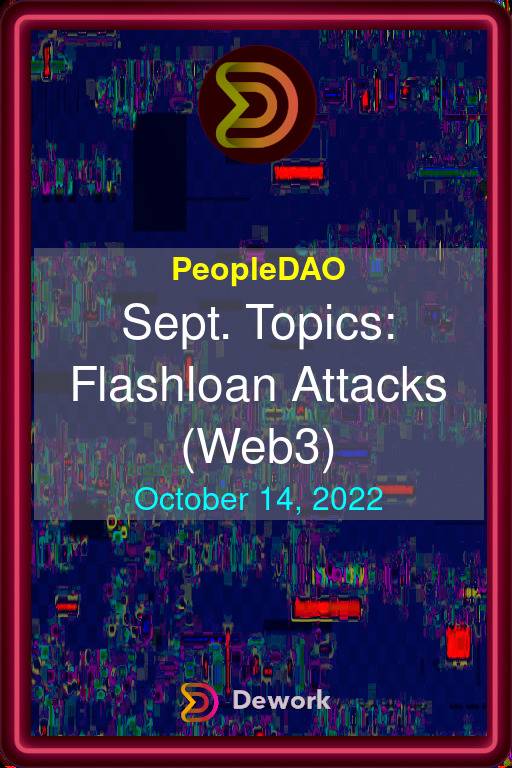 PeopleDAO
Sept. Topics:
Flashloan Attacks
(Web3)
October 14, 2022
Dework